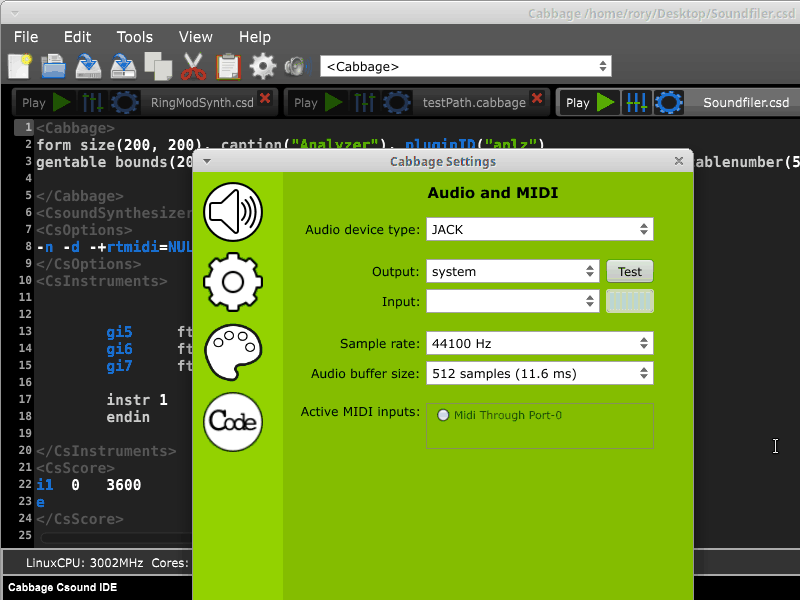 Cabbage /home/rory/Desktop/Soundfiler.csd
File Edit Tools View Help
<Cabbage>
Play RingModSynth.csd Play testPath.cabbage Play Soundfiler.csd
1 <Cabbage>
2 form size(200, 200), caption("Analyzer"), pluginID("anlz")
3 gentable bounds(20 ablenumber(5
4
5 </Cabbage>
6 <CsoundSynthesizer
7 <CsOptions>
8 -n -d -+rtmidi=NUL
9 </CsOptions>
10 <CsInstruments>
11
12
13 gi5 ft
14 gi6 ft
15 gi7 ft
16
17 instr 1
18 endin
19
20 </CsInstruments>
21 <CsScore>
22 i1 0 3600
23 e
24 </CsScore>
25
Cabbage Settings
Audio and MIDI
Audio device type: JACK
Output: system Test
Input:
Sample rate: 44100 Hz
Audio buffer size: 512 samples (11.6 ms)
Active MIDI inputs: Midi Through Port-0
Code
LinuxCPU: 3002MHz Cores:
Cabbage Csound IDE